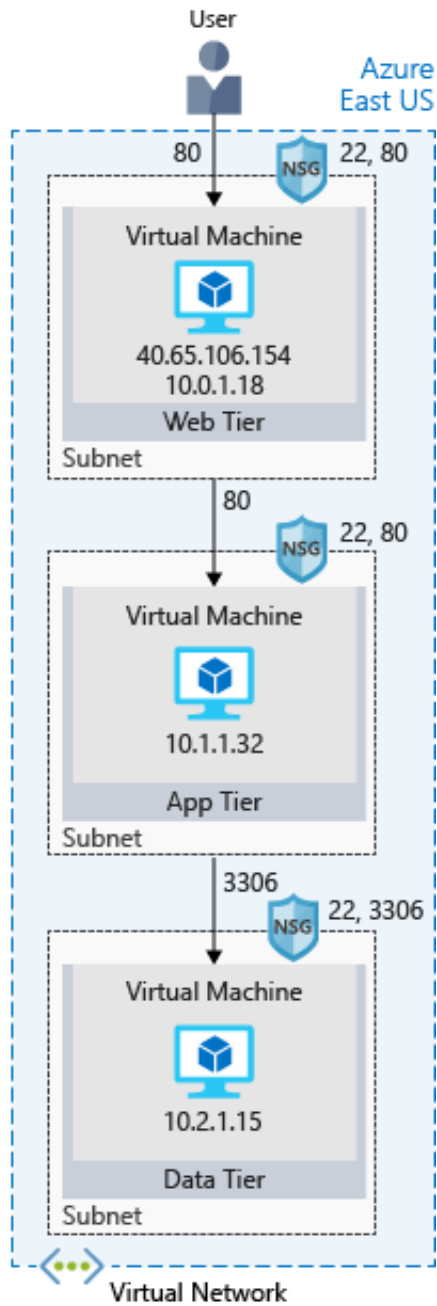 User
Azure
East US
80
NSG
22, 80
Virtual Machine
40.65.106.154
10.0.1.18
Web Tier
Subnet
80
NSG
22, 80
Virtual Machine
10.1.1.32
App Tier
Subnet
3306
NSG
22, 3306
Virtual Machine
10.2.1.15
Data Tier
Subnet
Virtual Network